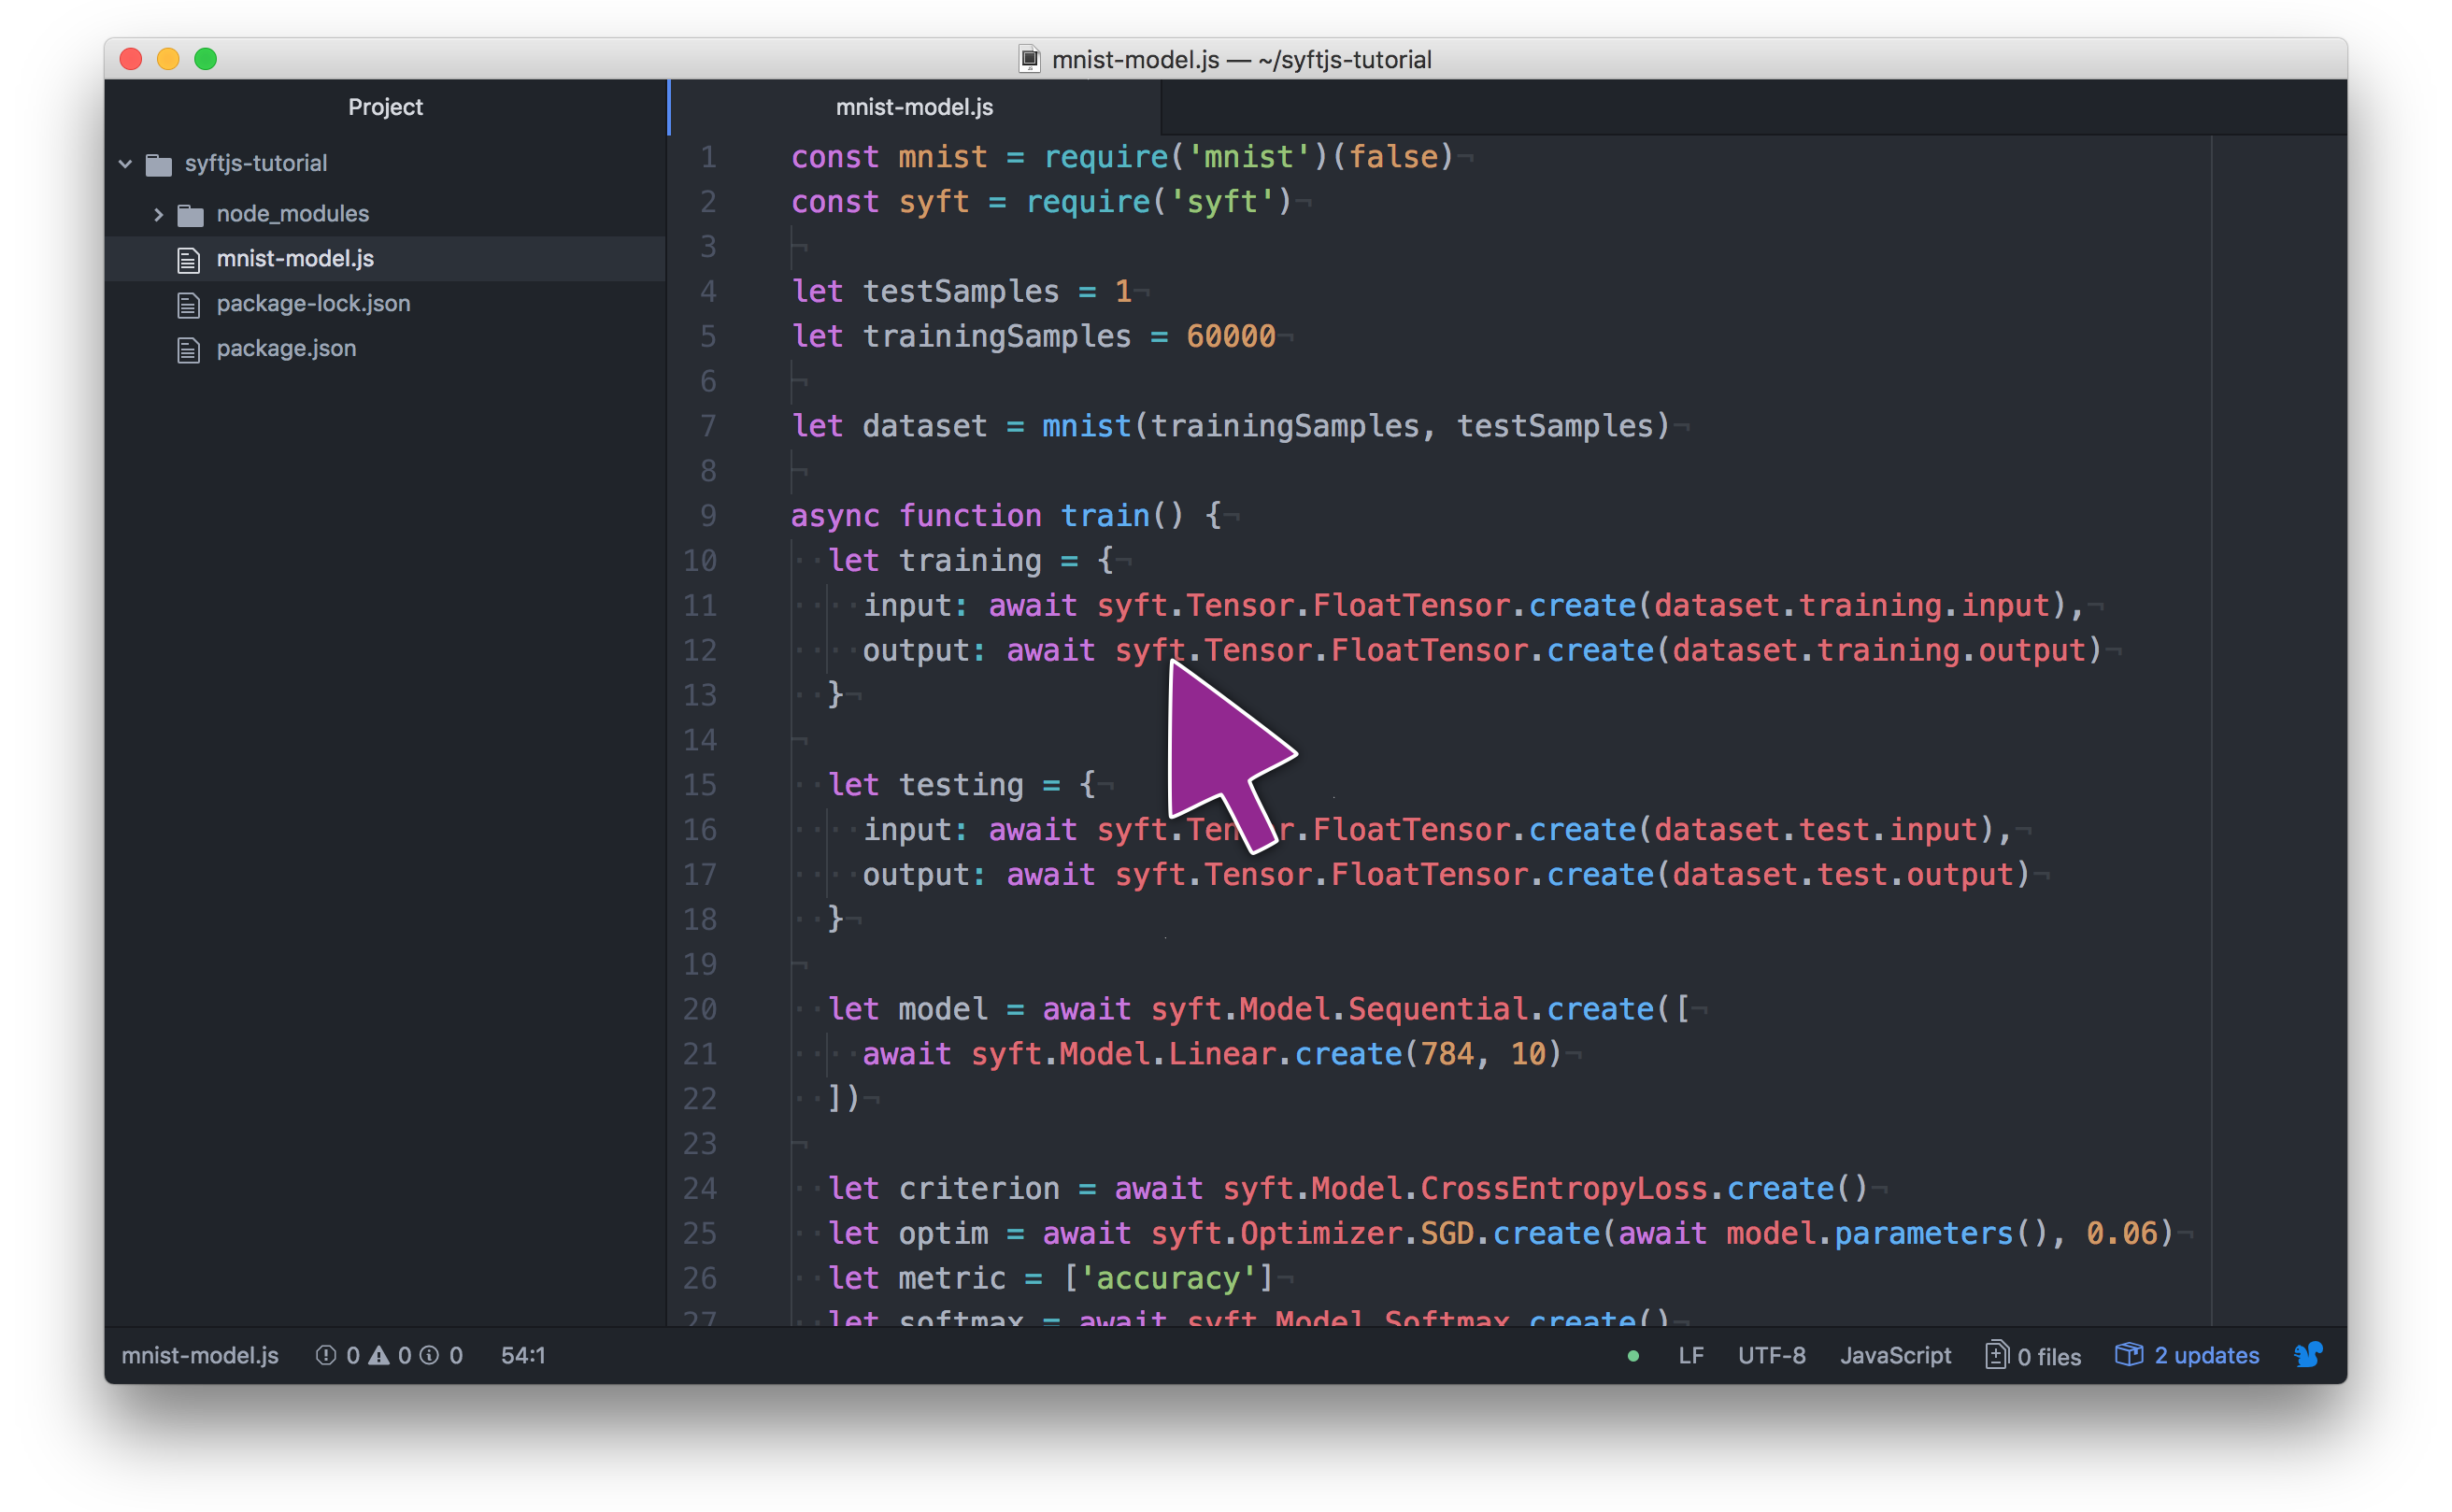 mnist-model.js — ~/syftjs-tutorial
Project
syftjs-tutorial
node_modules
mnist-model.js
package-lock.json
package.json
mnist-model.js
1 const mnist = require('mnist')(false)¬
2 const syft = require('syft')¬
3 ¬
4 let testSamples = 1¬
5 let trainingSamples = 60000¬
6 ¬
7 let dataset = mnist(trainingSamples, testSamples)¬
8 ¬
9 async function train() {¬
10 ··let training = {¬
11 ····input: await syft.Tensor.FloatTensor.create(dataset.training.input),¬
12 ····output: await syft.Tensor.FloatTensor.create(dataset.training.output)¬
13 ··}¬
14 ¬
15 ··let testing = {¬
16 ····input: await syft.Tensor.FloatTensor.create(dataset.test.input),¬
17 ····output: await syft.Tensor.FloatTensor.create(dataset.test.output)¬
18 ··}¬
19 ¬
20 ··let model = await syft.Model.Sequential.create([¬
21 ····await syft.Model.Linear.create(784, 10)¬
22 ··])¬
23 ¬
24 ··let criterion = await syft.Model.CrossEntropyLoss.create()¬
25 ··let optim = await syft.Optimizer.SGD.create(await model.parameters(), 0.06)¬
26 ··let metric = ['accuracy']¬
27 ··let softmax = await syft.Model.Softmax.create()¬
mnist-model.js 0 0 0 54:1 LF UTF-8 JavaScript 0 files 2 updates